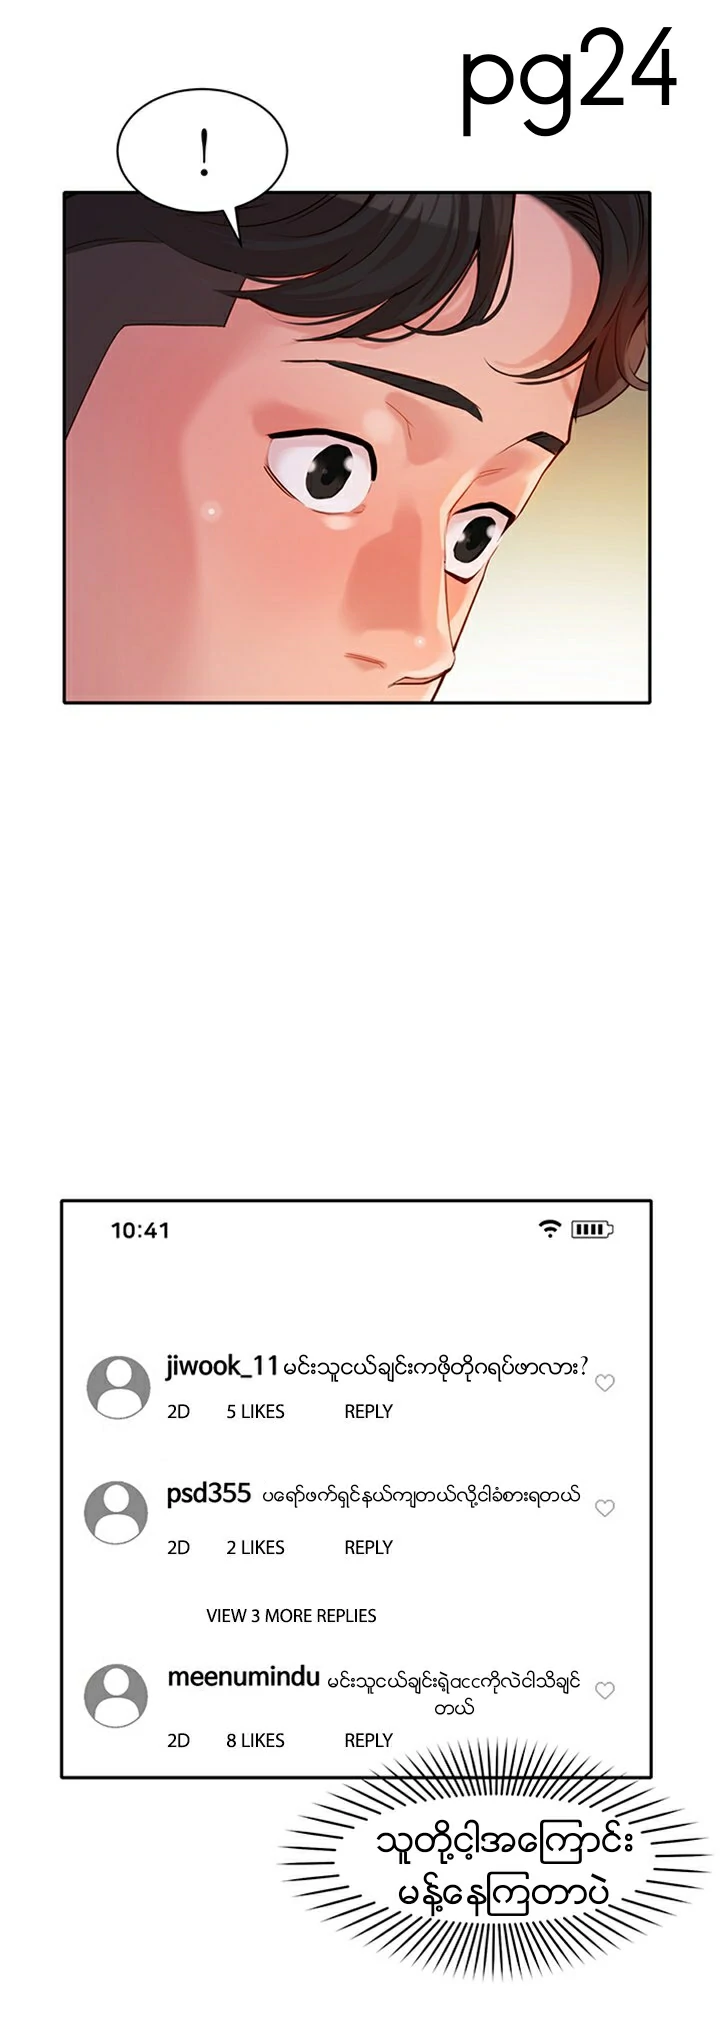 pg24
!
10:41
jiwook_11 မင်းသူငယ်ချင်းကဖိုတိုဂရပ်ဖာလား?
2D 5 LIKES REPLY
psd355 ပရော်ဖက်ရှင်နယ်ကျတယ်လို့ငါခံစားရတယ်
2D 2 LIKES REPLY
VIEW 3 MORE REPLIES
meenumindu မင်းသူငယ်ချင်းရဲ့accကိုလဲငါသိချင်
တယ်
2D 8 LIKES REPLY
သူတို့ငါ့အကြောင်း
မန့်နေကြတာပဲ